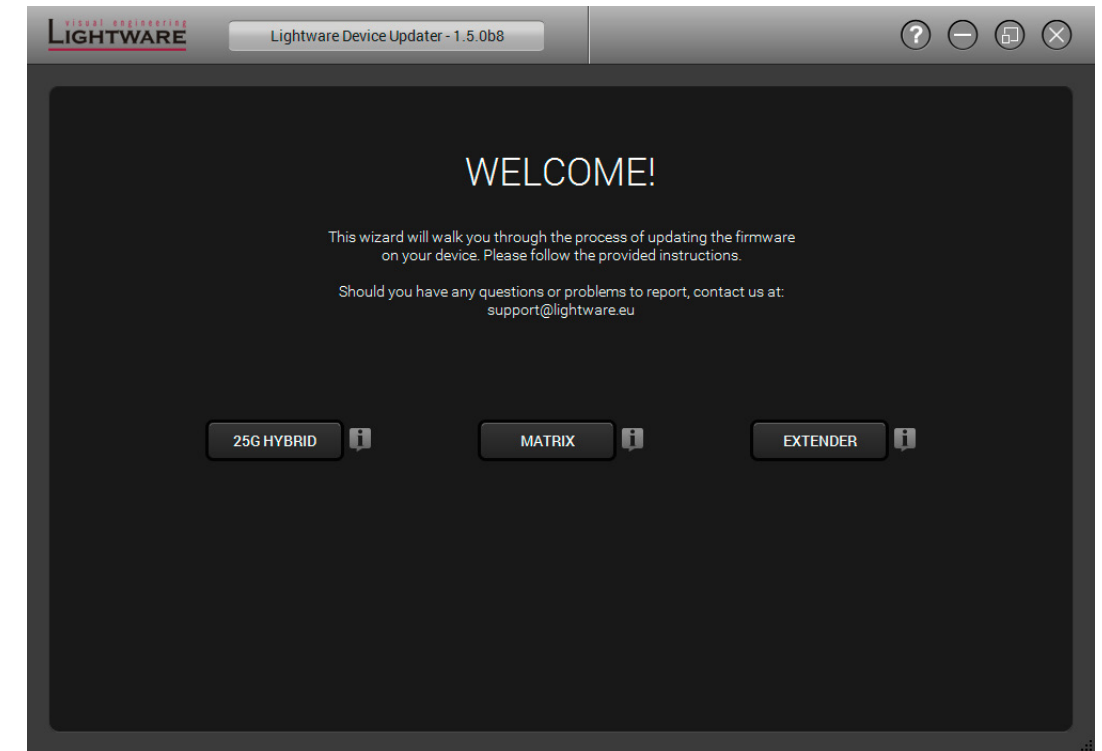 visual engineering
LIGHTWARE
Lightware Device Updater - 1.5.0b8
?
WELCOME!
This wizard will walk you through the process of updating the firmware
on your device. Please follow the provided instructions.
Should you have any questions or problems to report, contact us at:
support@lightware.eu
25G HYBRID
i
MATRIX
i
EXTENDER
i